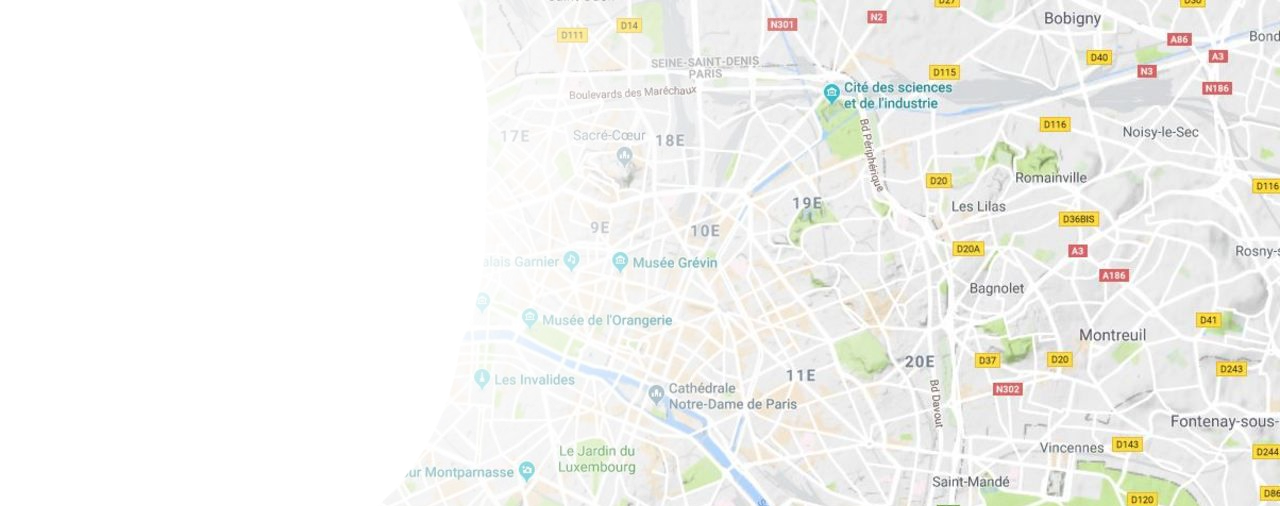 D27
D30
N2
Bobigny
D14
N301
D111
Bond
A86
D40
A3
SEINE-SAINT-DENIS
PARIS
D115
N3
Cité des sciences
et de l'industrie
N186
Boulevards des Maréchaux
D116
17E
Sacré-Cœur
18E
Noisy-le-Sec
Bd Périphérique
Romainville
D20
D116
19E
Les Lilas
D36BIS
9E
10E
D20A
A3
Rosny-s
alais Garnier
Musée Grévin
A186
Bagnolet
Musée de l'Orangerie
D41
Montreuil
D37
D20
20E
D243
11E
Les Invalides
Cathédrale
Notre-Dame de Paris
N302
Bd Davout
Fontenay-sous-
D143
Vincennes
Le Jardin du
Luxembourg
D244
ur Montparnasse
Saint-Mandé
D120
D86